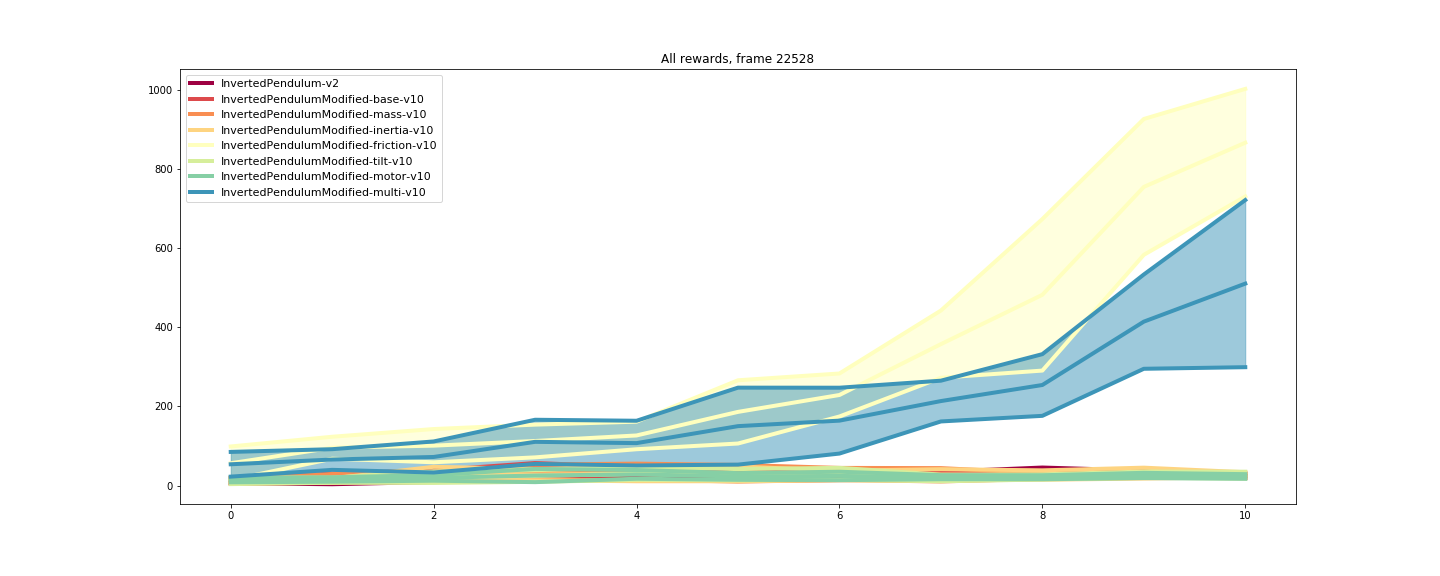 All rewards, frame 22528
InvertedPendulum-v2
InvertedPendulumModified-base-v10
InvertedPendulumModified-mass-v10
InvertedPendulumModified-inertia-v10
InvertedPendulumModified-friction-v10
InvertedPendulumModified-tilt-v10
InvertedPendulumModified-motor-v10
InvertedPendulumModified-multi-v10
1000
800
600
400
200
0
0 2 4 6 8 10